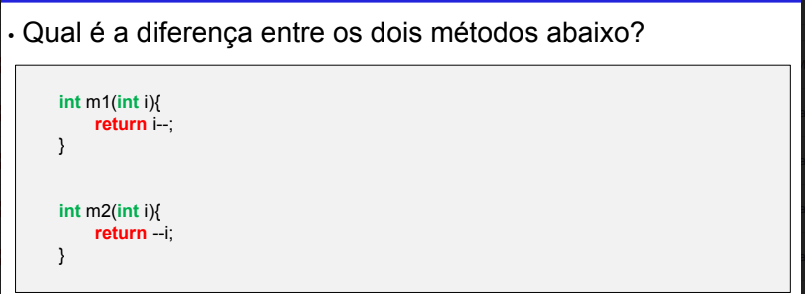 • Qual é a diferença entre os dois métodos abaixo?
int m1(int i){
return i--;
}
int m2(int i){
return --i;
}